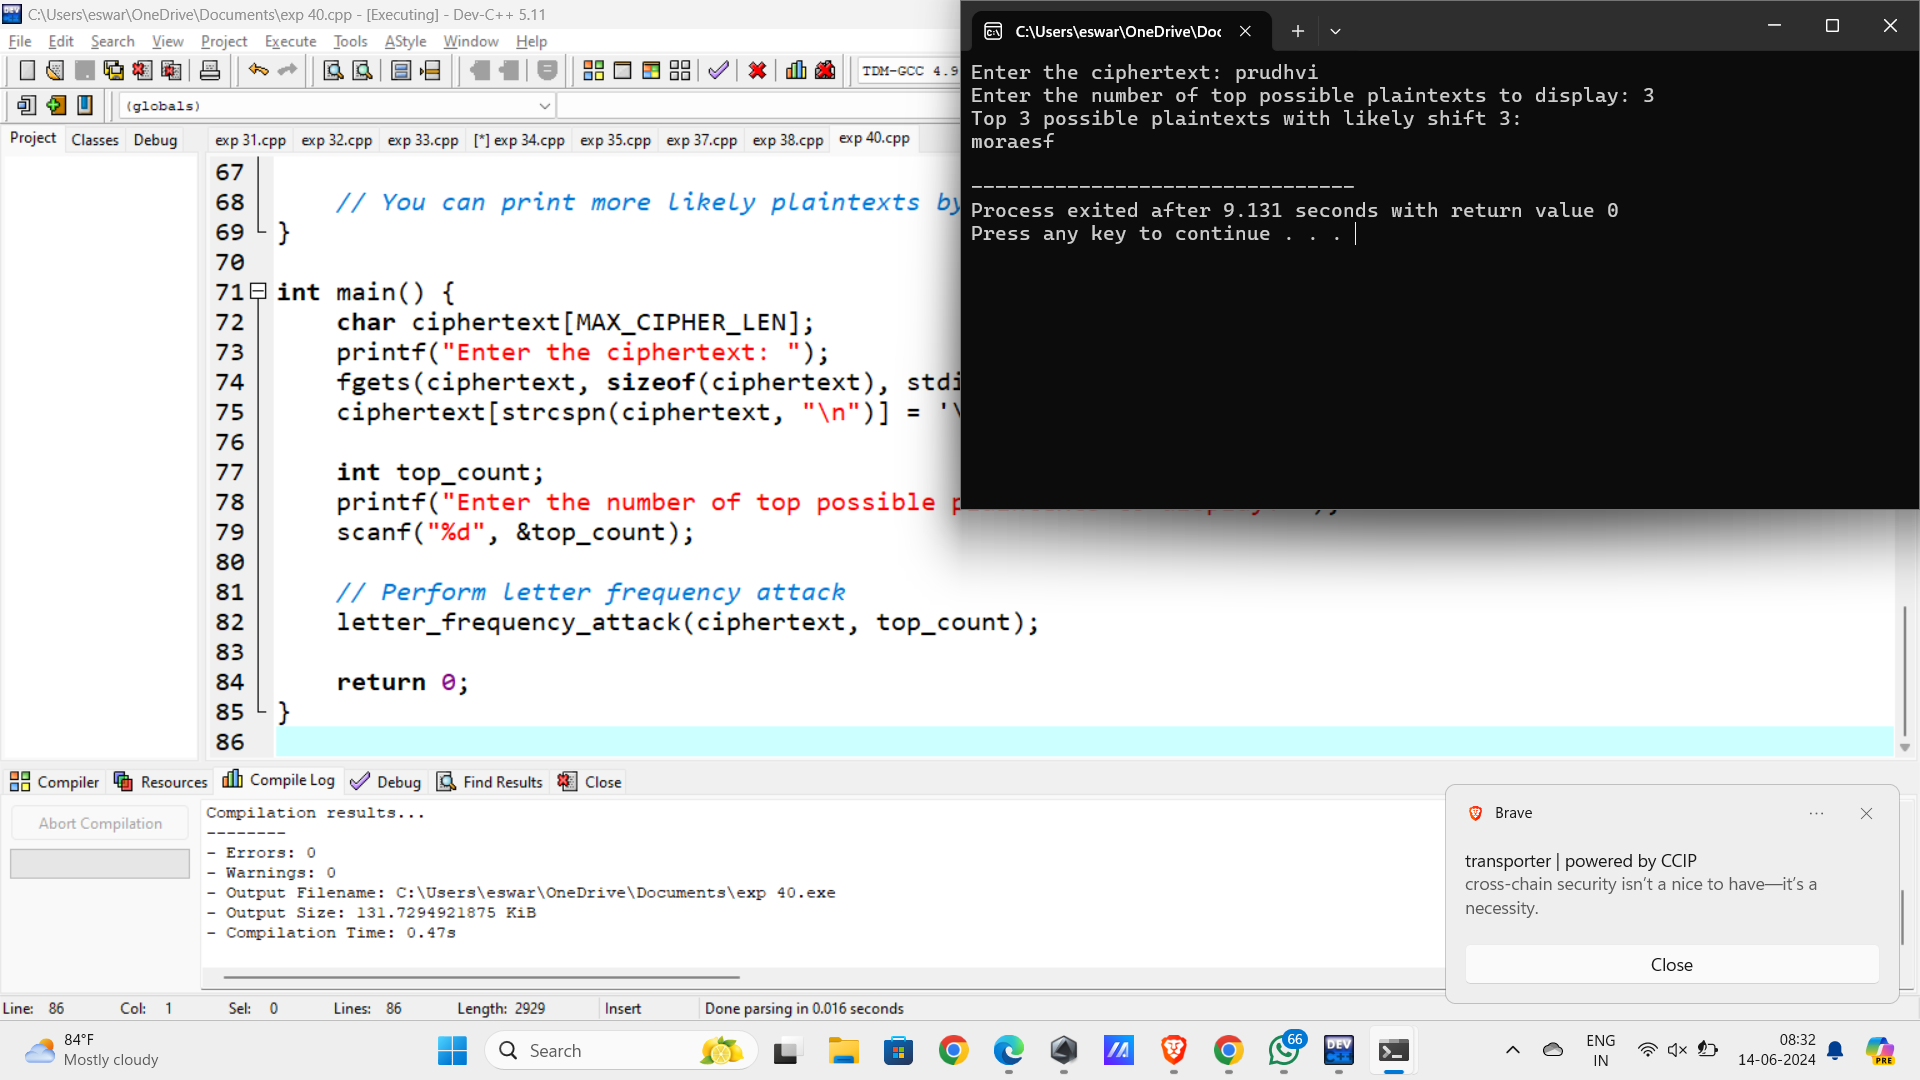 C:\Users\eswar\OneDrive\Documents\exp 40.cpp - [Executing] - Dev-C++ 5.11
File Edit Search View Project Execute Tools AStyle Window Help
TDM-GCC 4.9
(globals)
Project Classes Debug
exp 31.cpp exp 32.cpp exp 33.cpp [*] exp 34.cpp exp 35.cpp exp 37.cpp exp 38.cpp exp 40.cpp
67
68 // You can print more likely plaintexts by
69 }
70
71 int main() {
72 char ciphertext[MAX_CIPHER_LEN];
73 printf("Enter the ciphertext: ");
74 fgets(ciphertext, sizeof(ciphertext), stdi
75 ciphertext[strcspn(ciphertext, "\n")] = '\
76
77 int top_count;
78 printf("Enter the number of top possible p
79 scanf("%d", &top_count);
80
81 // Perform letter frequency attack
82 letter_frequency_attack(ciphertext, top_count);
83
84 return 0;
85 }
86
C:\Users\eswar\OneDrive\Doc
Enter the ciphertext: prudhvi
Enter the number of top possible plaintexts to display: 3
Top 3 possible plaintexts with likely shift 3:
moraesf
--------------------------------
Process exited after 9.131 seconds with return value 0
Press any key to continue . . .
Compiler Resources Compile Log Debug Find Results Close
Abort Compilation
Compilation results...
--------
- Errors: 0
- Warnings: 0
- Output Filename: C:\Users\eswar\OneDrive\Documents\exp 40.exe
- Output Size: 131.7294921875 KiB
- Compilation Time: 0.47s
Brave
transporter | powered by CCIP
cross-chain security isn't a nice to have—it's a
necessity.
Close
Line: 86 Col: 1 Sel: 0 Lines: 86 Length: 2929 Insert Done parsing in 0.016 seconds
84°F
Mostly cloudy
Search
66
DEV
C++
ENG
IN
08:32
14-06-2024
PRE